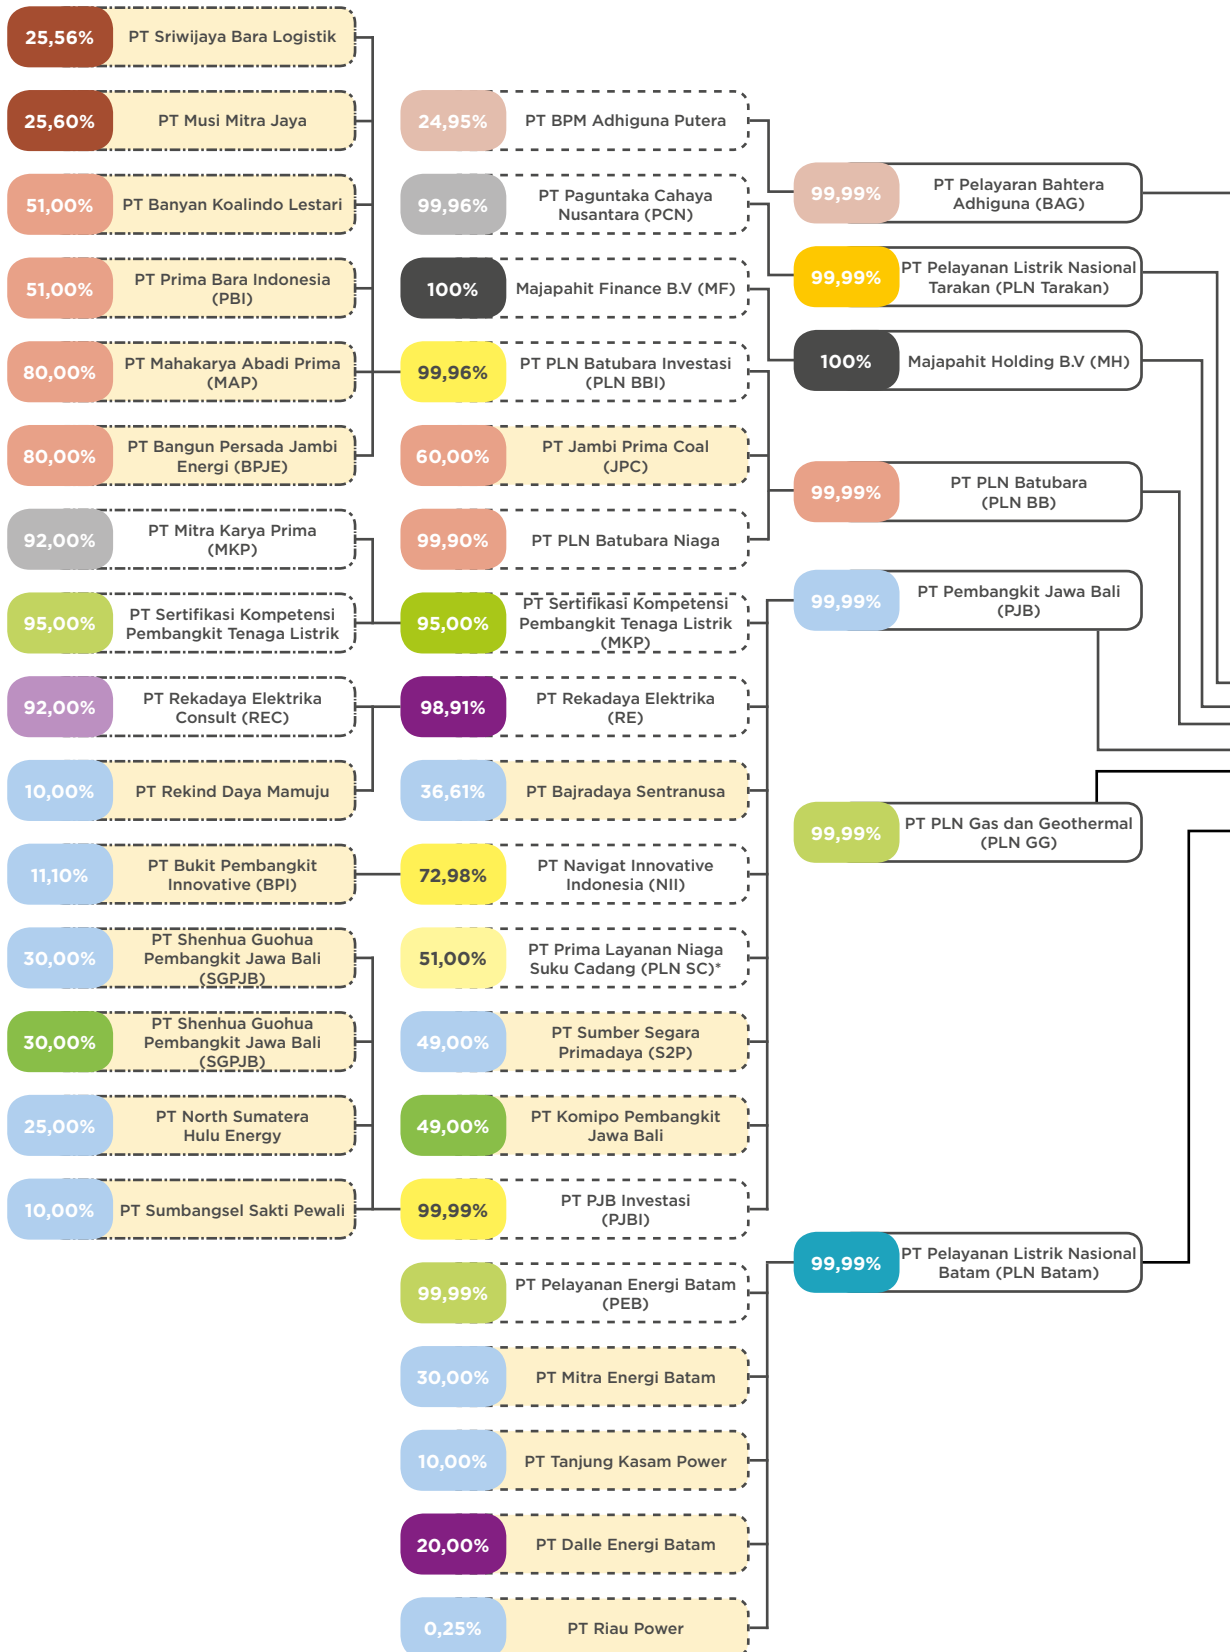 25,56%
PT Sriwijaya Bara Logistik
25,60%
PT Musi Mitra Jaya
51,00%
PT Banyan Koalindo Lestari
51,00%
PT Prima Bara Indonesia
(PBI)
80,00%
PT Mahakarya Abadi Prima
(MAP)
80,00%
PT Bangun Persada Jambi
Energi (BPJE)
92,00%
PT Mitra Karya Prima
(MKP)
95,00%
PT Sertifikasi Kompetensi
Pembangkit Tenaga Listrik
92,00%
PT Rekadaya Elektrika
Consult (REC)
10,00%
PT Rekind Daya Mamuju
11,10%
PT Bukit Pembangkit
Innovative (BPI)
30,00%
PT Shenhua Guohua
Pembangkit Jawa Bali
(SGPJB)
30,00%
PT Shenhua Guohua
Pembangkit Jawa Bali
(SGPJB)
25,00%
PT North Sumatera
Hulu Energy
10,00%
PT Sumbangsel Sakti Pewali
24,95%
PT BPM Adhiguna Putera
99,96%
PT Paguntaka Cahaya
Nusantara (PCN)
100%
Majapahit Finance B.V (MF)
99,96%
PT PLN Batubara Investasi
(PLN BBI)
60,00%
PT Jambi Prima Coal
(JPC)
99,90%
PT PLN Batubara Niaga
95,00%
PT Sertifikasi Kompetensi
Pembangkit Tenaga Listrik
(MKP)
98,91%
PT Rekadaya Elektrika
(RE)
36,61%
PT Bajradaya Sentranusa
72,98%
PT Navigat Innovative
Indonesia (NII)
51,00%
PT Prima Layanan Niaga
Suku Cadang (PLN SC)*
49,00%
PT Sumber Segara
Primadaya (S2P)
49,00%
PT Komipo Pembangkit
Jawa Bali
99,99%
PT PJB Investasi
(PJBI)
99,99%
PT Pelayanan Energi Batam
(PEB)
30,00%
PT Mitra Energi Batam
10,00%
PT Tanjung Kasam Power
20,00%
PT Dalle Energi Batam
0,25%
PT Riau Power
99,99%
PT Pelayaran Bahtera
Adhiguna (BAG)
99,99%
PT Pelayanan Listrik Nasional
Tarakan (PLN Tarakan)
100%
Majapahit Holding B.V (MH)
99,99%
PT PLN Batubara
(PLN BB)
99,99%
PT Pembangkit Jawa Bali
(PJB)
99,99%
PT PLN Gas dan Geothermal
(PLN GG)
99,99%
PT Pelayanan Listrik Nasional
Batam (PLN Batam)